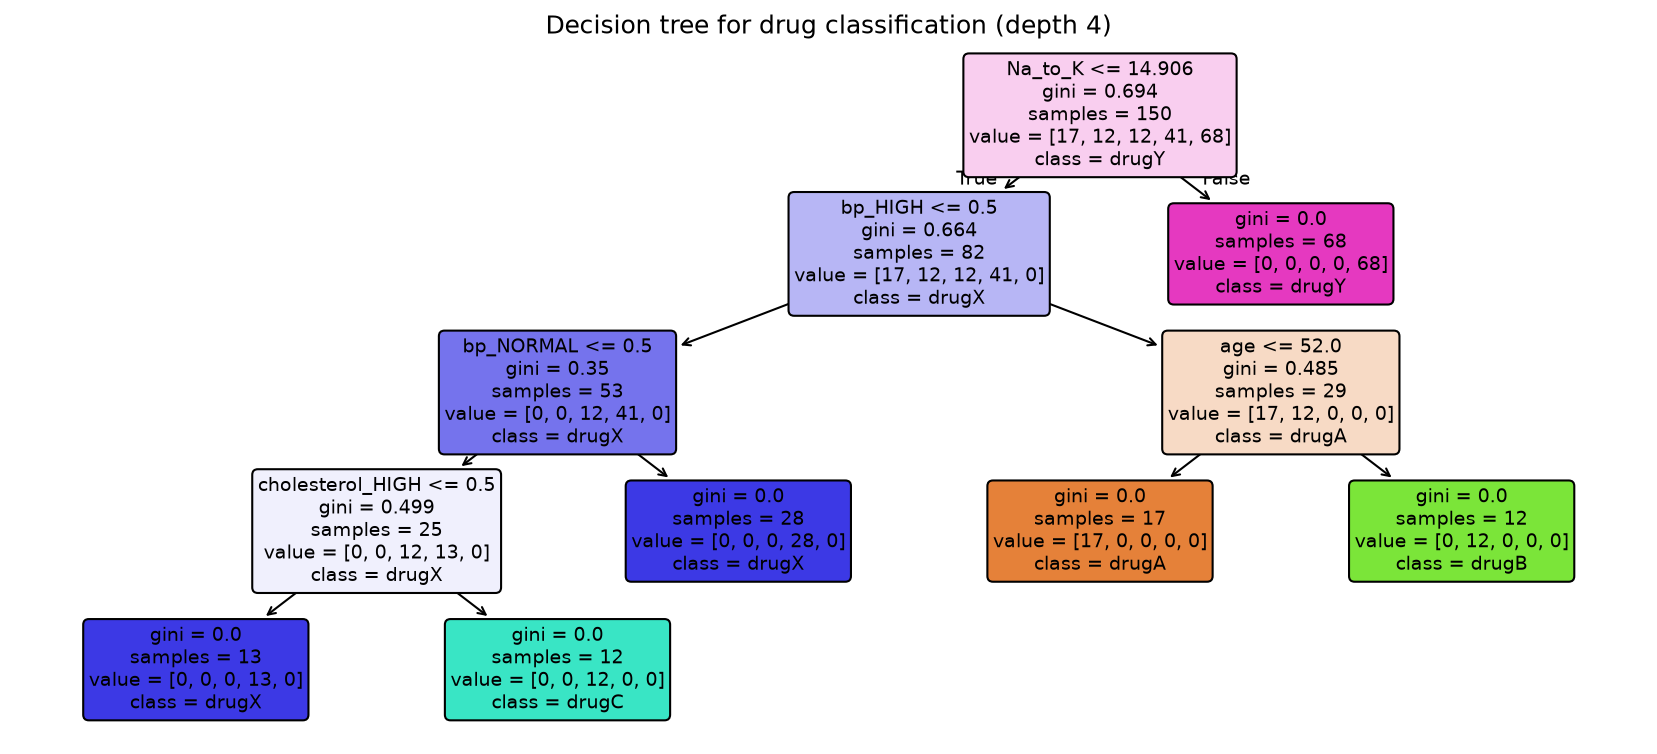 Decision tree for drug classification (depth 4)
Na_to_K <= 14.906
gini = 0.694
samples = 150
value = [17, 12, 12, 41, 68]
class = drugY
True
False
bp_HIGH <= 0.5
gini = 0.664
samples = 82
value = [17, 12, 12, 41, 0]
class = drugX
gini = 0.0
samples = 68
value = [0, 0, 0, 0, 68]
class = drugY
bp_NORMAL <= 0.5
gini = 0.35
samples = 53
value = [0, 0, 12, 41, 0]
class = drugX
age <= 52.0
gini = 0.485
samples = 29
value = [17, 12, 0, 0, 0]
class = drugA
cholesterol_HIGH <= 0.5
gini = 0.499
samples = 25
value = [0, 0, 12, 13, 0]
class = drugX
gini = 0.0
samples = 28
value = [0, 0, 0, 28, 0]
class = drugX
gini = 0.0
samples = 17
value = [17, 0, 0, 0, 0]
class = drugA
gini = 0.0
samples = 12
value = [0, 12, 0, 0, 0]
class = drugB
gini = 0.0
samples = 13
value = [0, 0, 0, 13, 0]
class = drugX
gini = 0.0
samples = 12
value = [0, 0, 12, 0, 0]
class = drugC